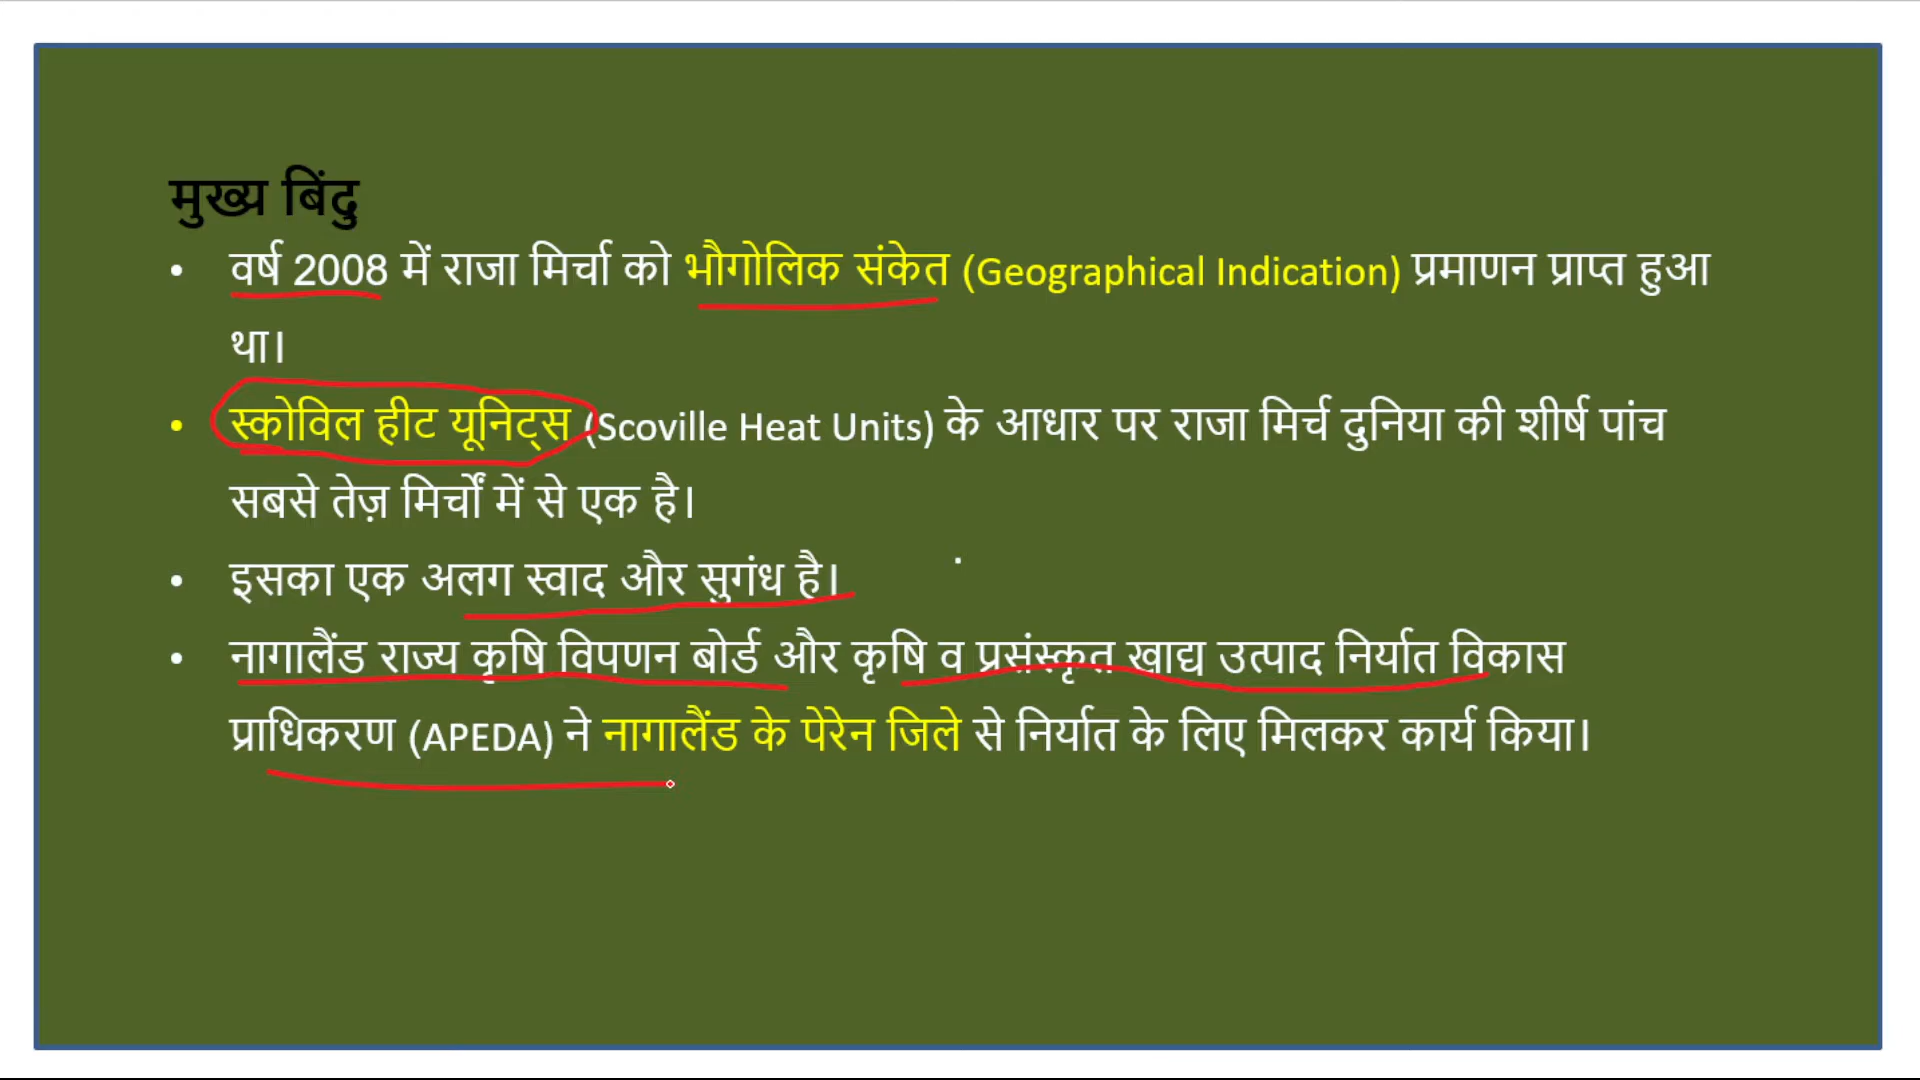 मुख्य बिंदु
• वर्ष 2008 में राजा मिर्चा को भौगोलिक संकेत (Geographical Indication) प्रमाणन प्राप्त हुआ
था।
• स्कोविल हीट यूनिट्स (Scoville Heat Units) के आधार पर राजा मिर्च दुनिया की शीर्ष पांच
सबसे तेज़ मिर्चों में से एक है।
• इसका एक अलग स्वाद और सुगंध है।
• नागालैंड राज्य कृषि विपणन बोर्ड और कृषि व प्रसंस्कृत खाद्य उत्पाद निर्यात विकास
प्राधिकरण (APEDA) ने नागालैंड के पेरेन जिले से निर्यात के लिए मिलकर कार्य किया।